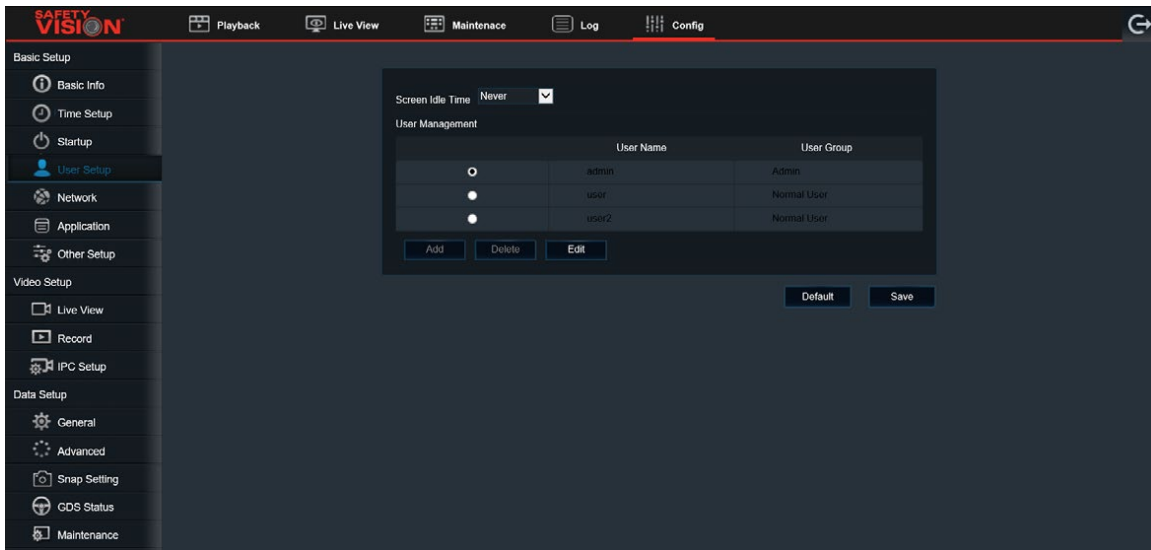 SAFETY
VISION
Playback
Live View
Maintenace
Log
Config
Basic Setup
Basic Info
Time Setup
Startup
User Setup
Network
Application
Other Setup
Video Setup
Live View
Record
IPC Setup
Data Setup
General
Advanced
Snap Setting
GDS Status
Maintenance
Screen Idle Time Never
User Management
User Name User Group
admin Admin
user Normal User
user2 Normal User
Add Delete Edit
Default Save